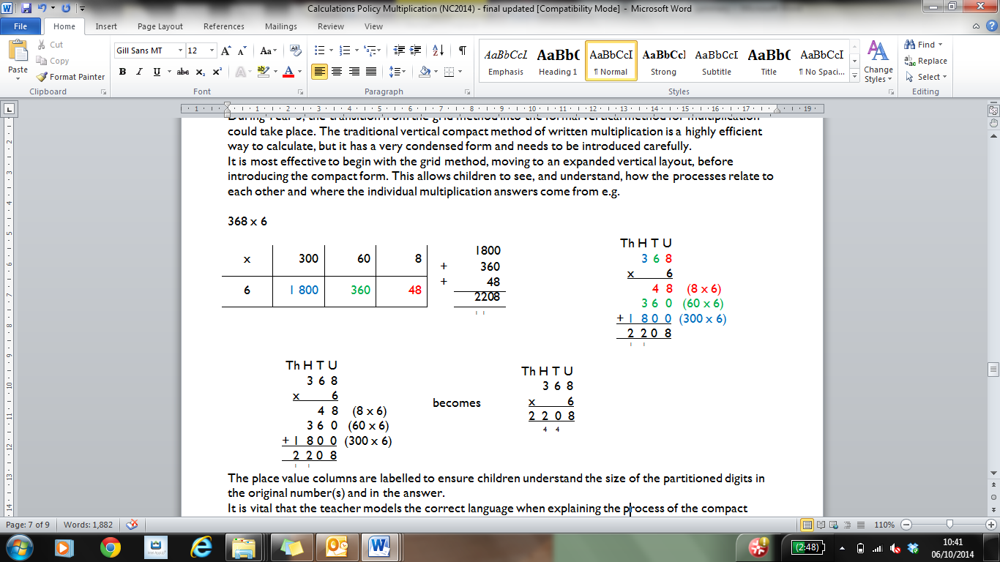 Calculations Policy Multiplication (NC2014) - final updated [Compatibility Mode] - Microsoft Word
File Home Insert Page Layout References Mailings Review View
Paste
Cut
Copy
Format Painter
Clipboard
Gill Sans MT 12
Font
Paragraph
AaBbCcI AaBbC AaBbCcI AaBbCcI AaBbCcI AaBbC AaBbCcI
Emphasis Heading 1 ¶ Normal Strong Subtitle Title ¶ No Spaci...
Change Styles
Styles
Find
Replace
Select
Editing
During Year 5, the transition from the grid method into the formal vertical method for multiplication
could take place. The traditional vertical compact method of written multiplication is a highly efficient
way to calculate, but it has a very condensed form and needs to be introduced carefully.
It is most effective to begin with the grid method, moving to an expanded vertical layout, before
introducing the compact form. This allows children to see, and understand, how the processes relate to
each other and where the individual multiplication answers come from e.g.
368 x 6
x 300 60 8
6 1 800 360 48
1800
+ 360
+ 48
2208
1 1
Th H T U
3 6 8
x 6
4 8 (8 x 6)
3 6 0 (60 x 6)
+ 1 8 0 0 (300 x 6)
2 2 0 8
1 1
Th H T U
3 6 8
x 6
4 8 (8 x 6)
3 6 0 (60 x 6)
+ 1 8 0 0 (300 x 6)
2 2 0 8
1 1
becomes
Th H T U
3 6 8
x 6
2 2 0 8
4 4
The place value columns are labelled to ensure children understand the size of the partitioned digits in
the original number(s) and in the answer.
It is vital that the teacher models the correct language when explaining the process of the compact
Page: 7 of 9 Words: 1,882 110%
(2:48) 10:41
06/10/2014